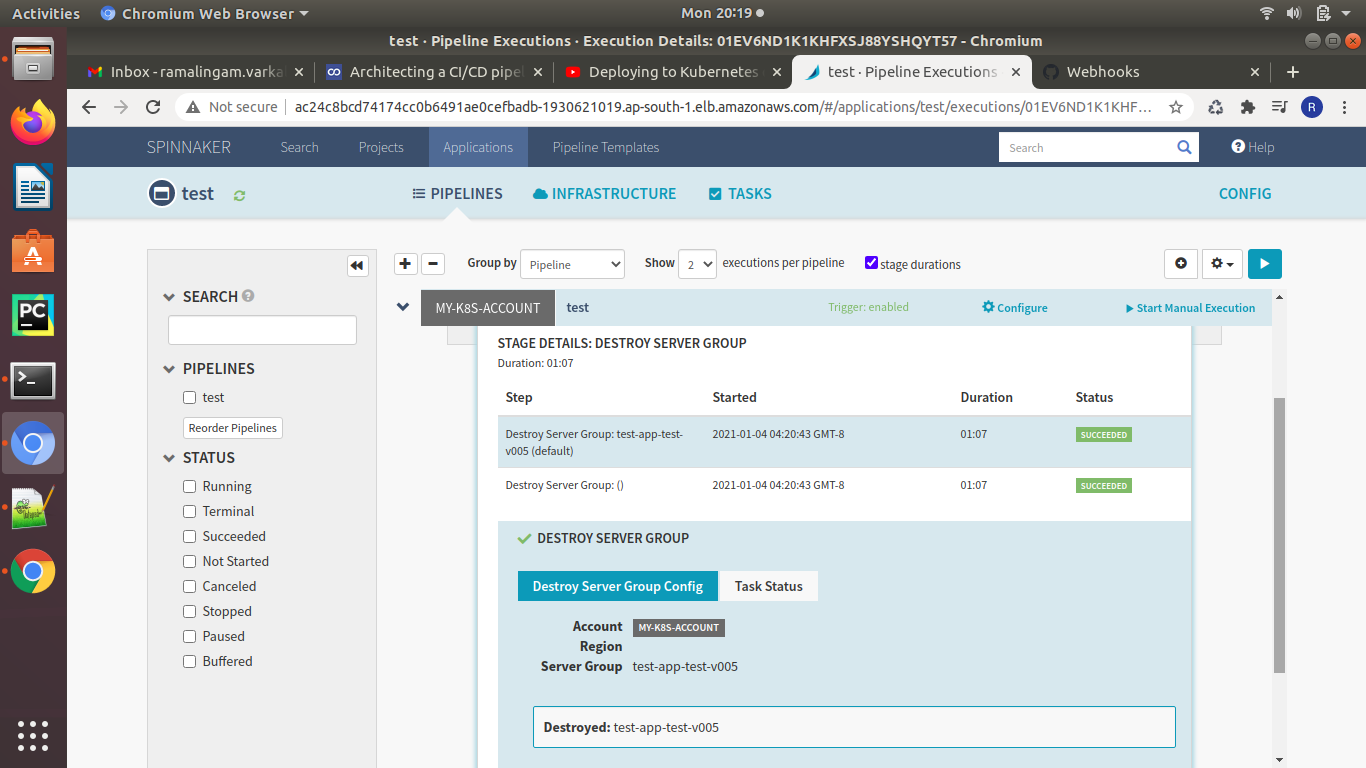 Activities Chromium Web Browser Mon 20:19
test · Pipeline Executions · Execution Details: 01EV6ND1K1KHFXSJ88YSHQYT57 - Chromium
Inbox - ramalingam.varka Architecting a CI/CD pipel Deploying to Kubernetes test · Pipeline Executions Webhooks
Not secure ac24c8bcd74174cc0b6491ae0cefbadb-1930621019.ap-south-1.elb.amazonaws.com/#/applications/test/executions/01EV6ND1K1KHF... R
SPINNAKER Search Projects Applications Pipeline Templates Search Help
test PIPELINES INFRASTRUCTURE TASKS CONFIG
Group by Pipeline Show 2 executions per pipeline stage durations
SEARCH
PIPELINES
test
Reorder Pipelines
STATUS
Running
Terminal
Succeeded
Not Started
Canceled
Stopped
Paused
Buffered
MY-K8S-ACCOUNT test Trigger: enabled Configure Start Manual Execution
STAGE DETAILS: DESTROY SERVER GROUP
Duration: 01:07
Step Started Duration Status
Destroy Server Group: test-app-test- 2021-01-04 04:20:43 GMT-8 01:07 SUCCEEDED
v005 (default)
Destroy Server Group: () 2021-01-04 04:20:43 GMT-8 01:07 SUCCEEDED
DESTROY SERVER GROUP
Destroy Server Group Config Task Status
Account MY-K8S-ACCOUNT
Region
Server Group test-app-test-v005
Destroyed: test-app-test-v005